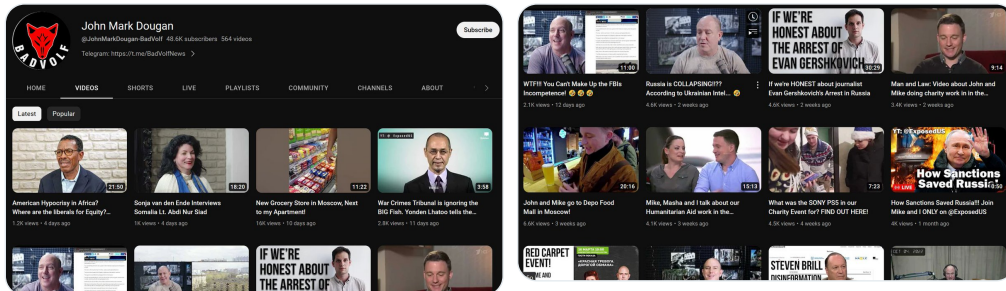 BADVOLF
John Mark Dougan
@JohnMarkDougan-BadVolf 48.6K subscribers 564 videos
Telegram: https://t.me/BadVolfNews
Subscribe
HOME VIDEOS SHORTS LIVE PLAYLISTS COMMUNITY CHANNELS ABOUT
Latest Popular
21:50
18:20
11:22
3:58
American Hypocrisy in Africa?
Where are the liberals for Equity?...
1.2K views • 4 days ago
Sonja van den Ende Interviews
Somalis Lt. Abdi Nur Siad
1K views • 4 days ago
New Grocery Store in Moscow, Next
to my Apartment!
16K views • 10 days ago
War Crimes Tribunal is ignoring the
BIG Fish. Yonden Lhatoo tells the...
2.8K views • 11 days ago
IF WE'RE
HONEST ABOUT
THE ARREST OF
11:00
IF WE'RE
HONEST ABOUT
THE ARREST OF
EVAN GERSHKOVICH
30:29
9:14
WTF!!! You Can't Make Up the FBIs
Incompetence!
2.1K views • 12 days ago
Russia is COLLAPSING!!??
According to Ukrainian Intel...
4.6K views • 2 weeks ago
If we're HONEST about journalist
Evan Gershkovich's Arrest in Russia
4.6K views • 2 weeks ago
Man and Law: Video about John and
Mike doing charity work in in the...
3.4K views • 2 weeks ago
20:16
15:13
7:23
YT: @ExposedUS
LIVE
How Sanctions
Saved Russia
John and Mike go to Depo Food
Mall in Moscow!
6.6K views • 3 weeks ago
Mike, Masha and I talk about our
Humanitarian Aid work in the...
4.1K views • 3 weeks ago
What was the SONY PS5 in our
Charity Event for? FIND OUT HERE!
4.5K views • 4 weeks ago
How Sanctions Saved Russia!!! Join
Mike and I ONLY on @ExposedUS
4K views • 1 month ago
RED CARPET
EVENT!
ME AND
STEVEN BRILL
DISINFORMATION